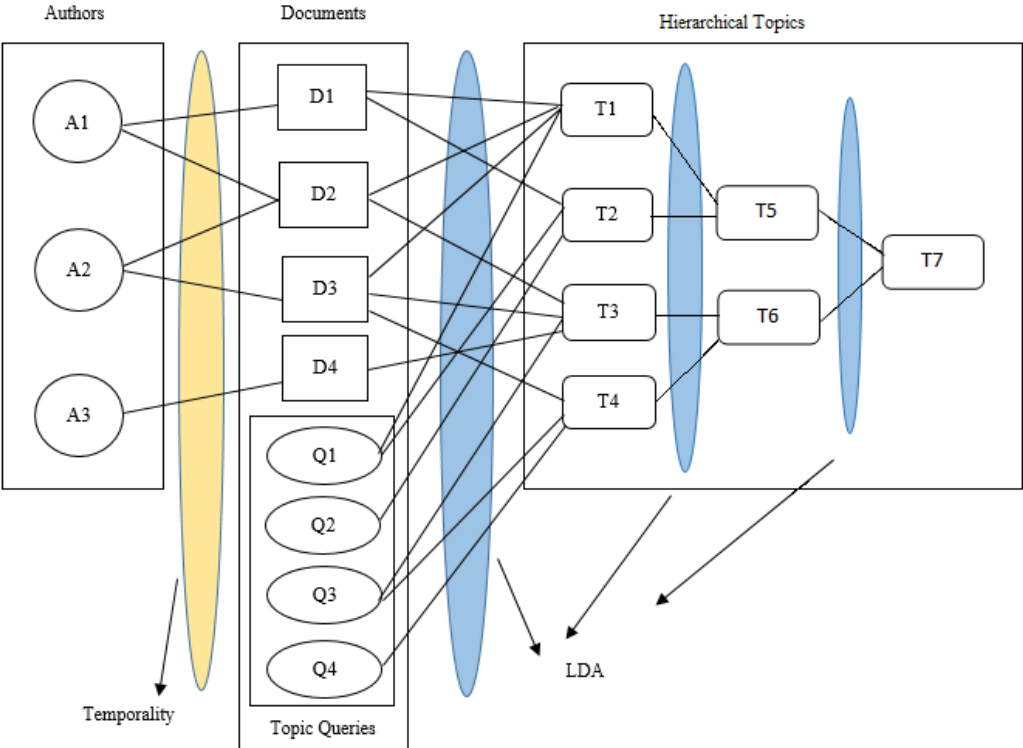 Authors
Documents
Hierarchical Topics
A1
A2
A3
D1
D2
D3
D4
Q1
Q2
Q3
Q4
Topic Queries
T1
T2
T3
T4
T5
T6
T7
Temporality
LDA